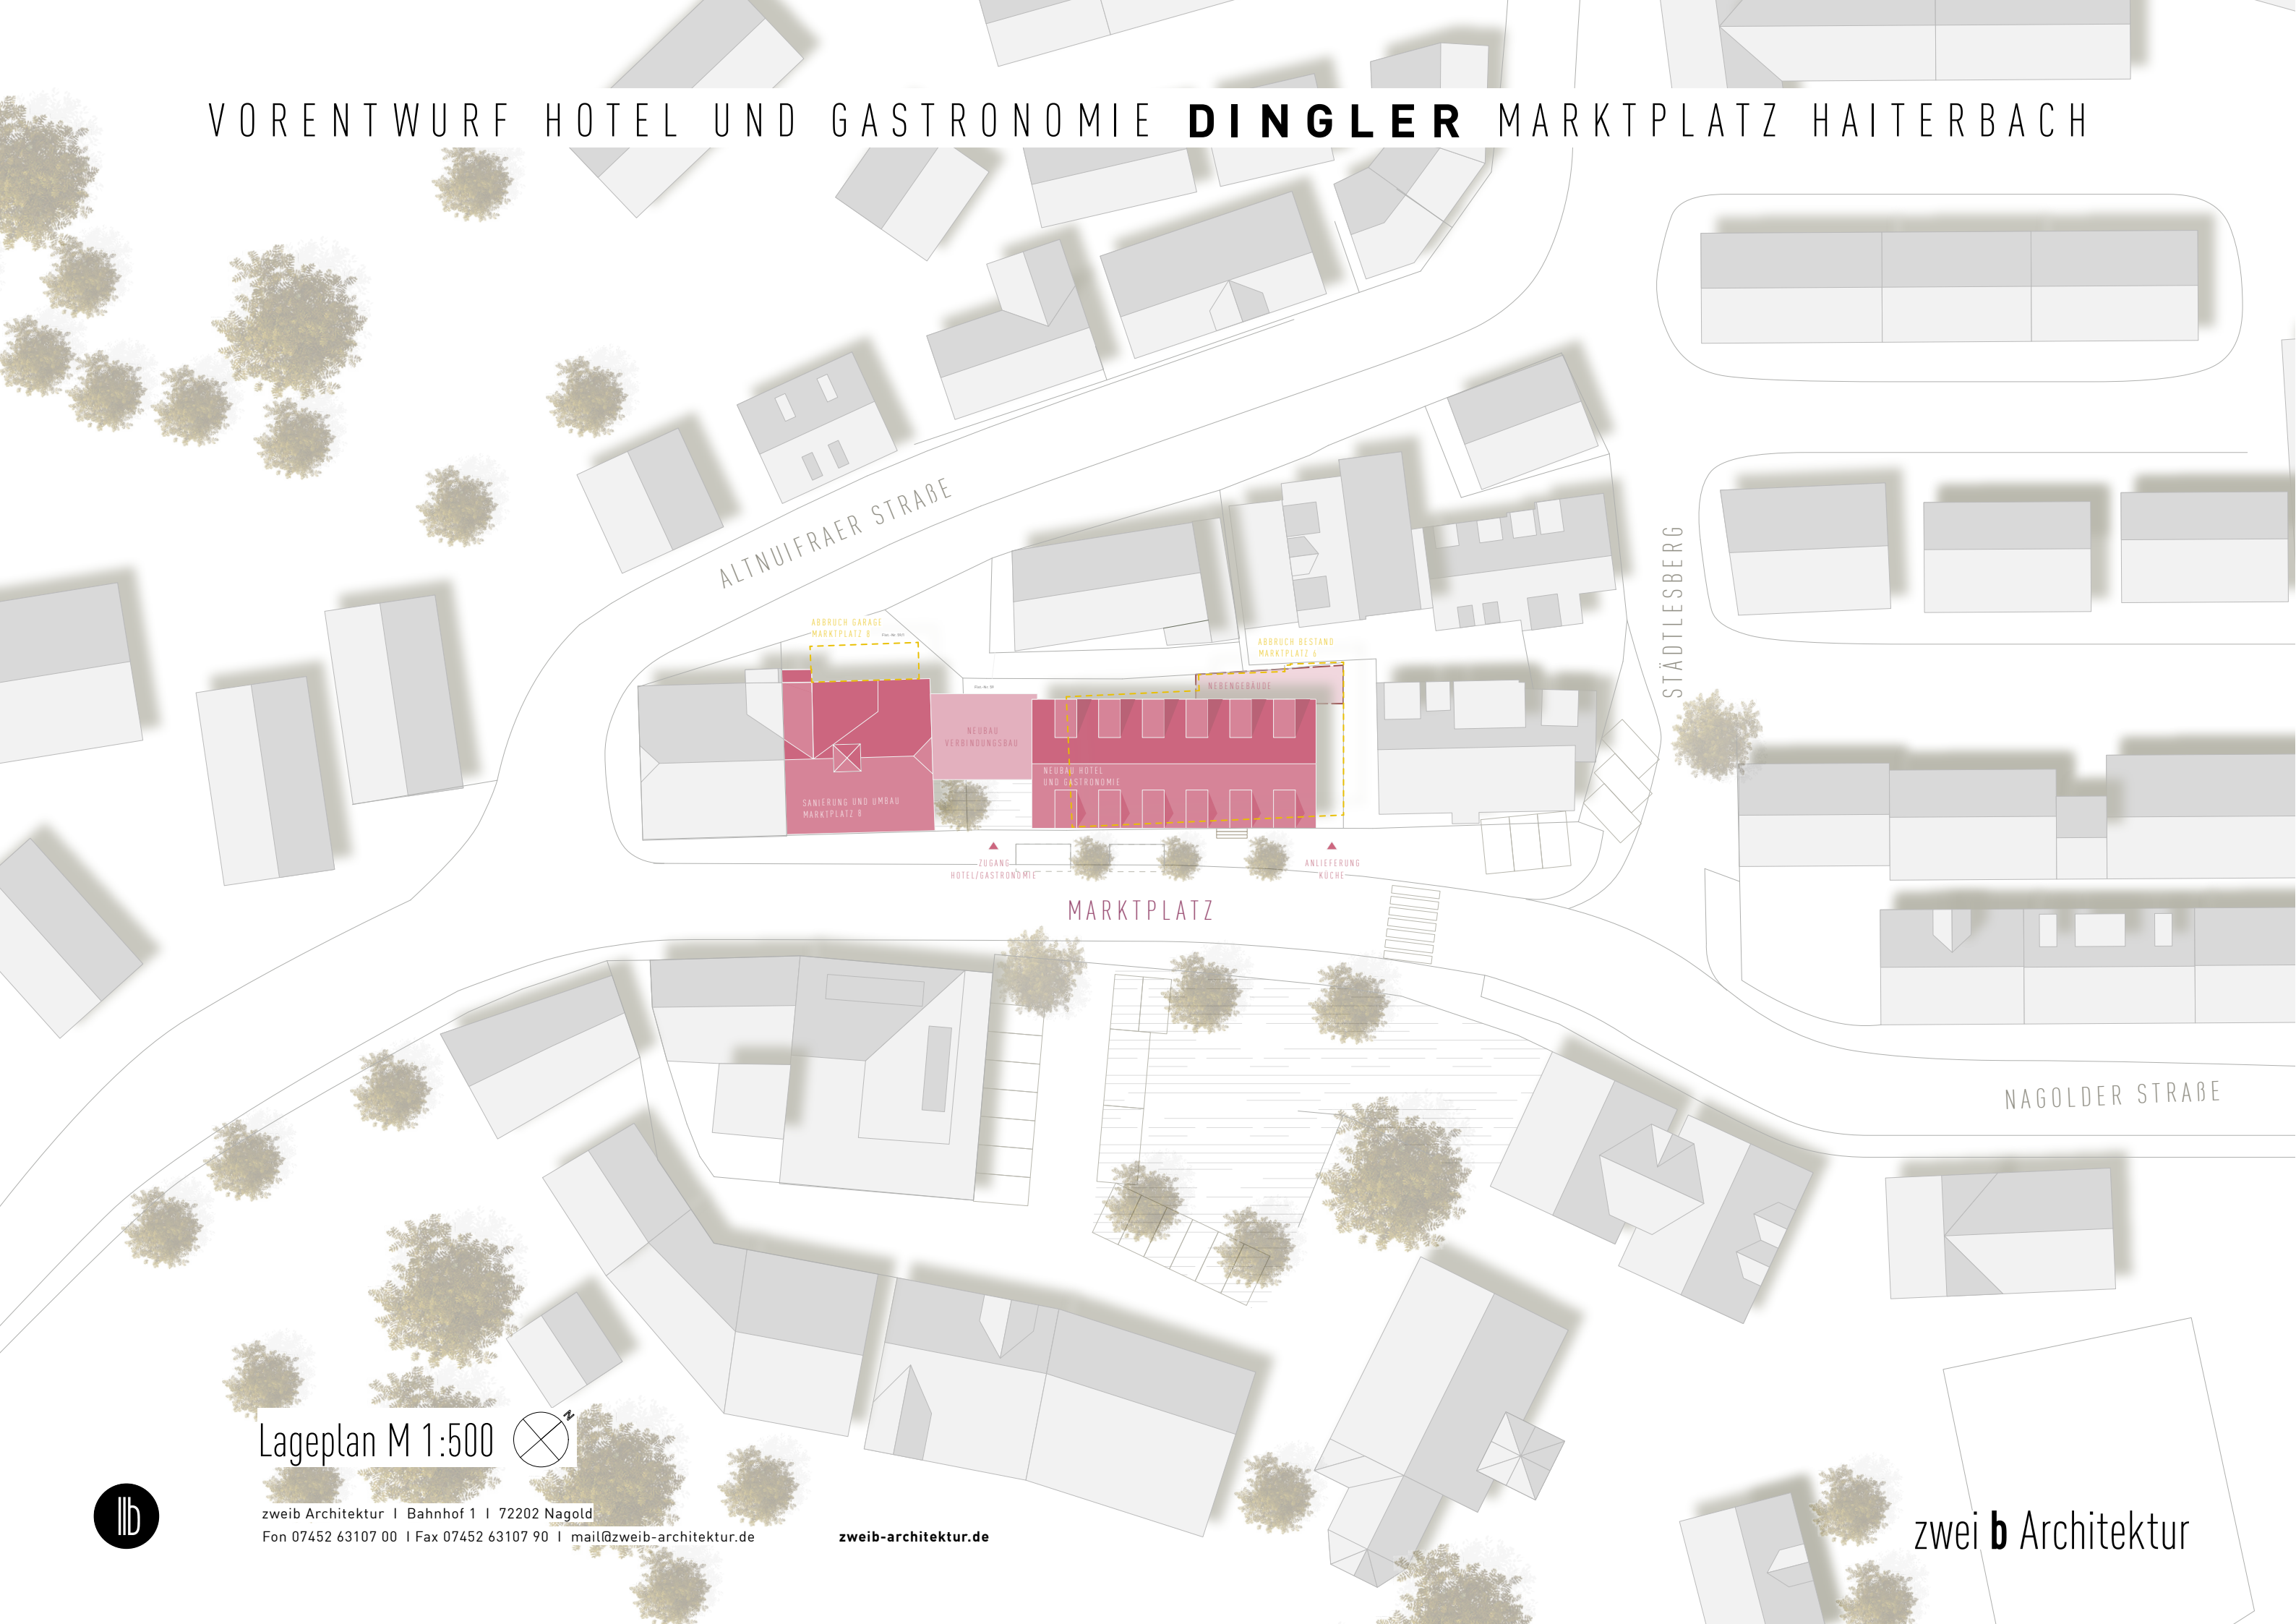 VORENTWURF HOTEL UND GASTRONOMIE DINGLER MARKTPLATZ HAITERBACH
ALTNUIFRAER STRAßE
STÄDTLESBERG
ABBRUCH GARAGE
MARKTPLATZ 8
ABBRUCH BESTAND
MARKTPLATZ 6
NEBENGEBÄUDE
NEUBAU
VERBINDUNGSBAU
NEUBAU HOTEL
UND GASTRONOMIE
SANIERUNG UND UMBAU
MARKTPLATZ 8
ZUGANG
HOTEL/GASTRONOMIE
ANLIEFERUNG
KÜCHE
MARKTPLATZ
NAGOLDER STRAßE
Lageplan M 1:500
N
zweib Architektur I Bahnhof 1 I 72202 Nagold
Fon 07452 63107 00 I Fax 07452 63107 90 I mail@zweib-architektur.de
zweib-architektur.de
zwei b Architektur